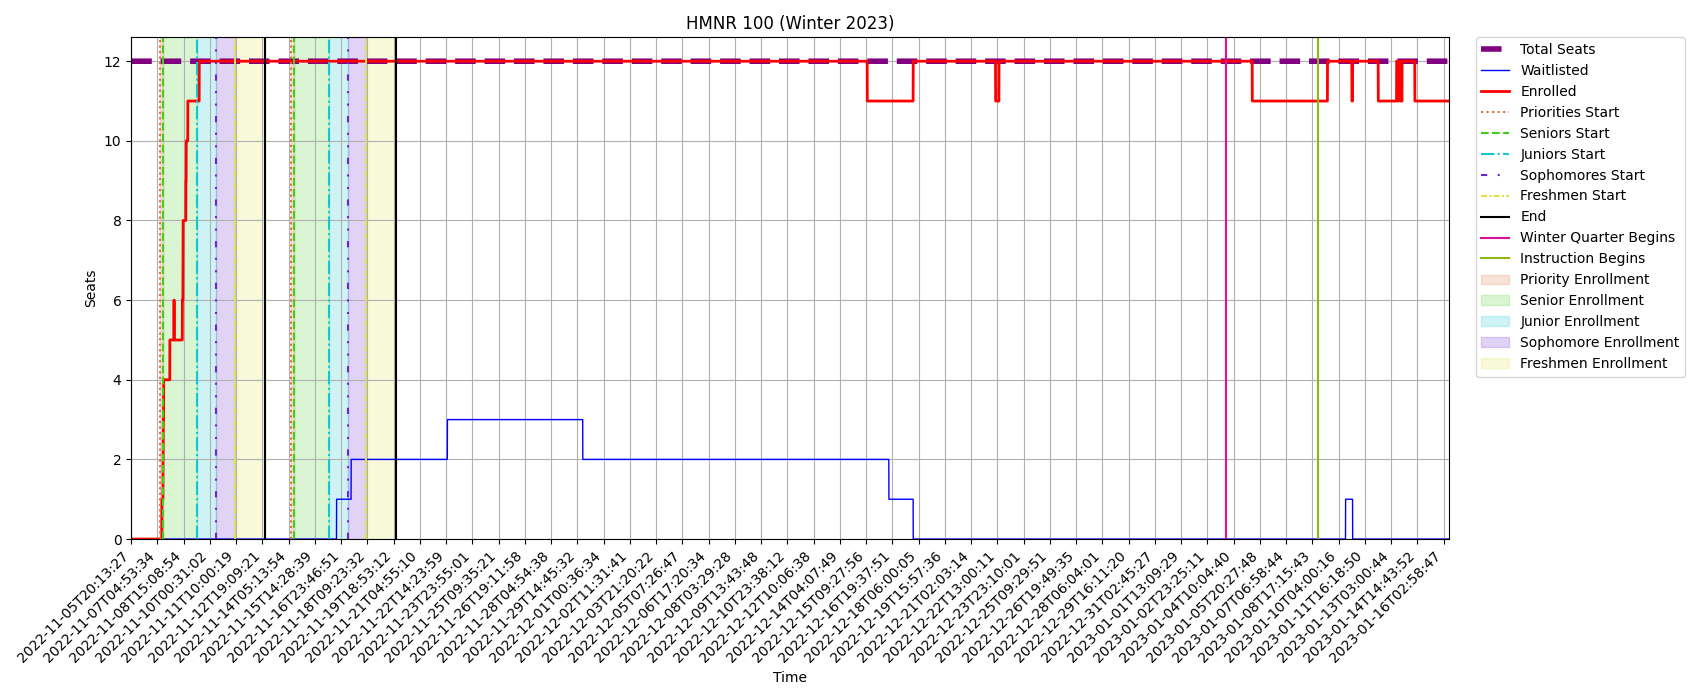 HMNR 100 (Winter 2023)
Seats
12
10
8
6
4
2
0
2022-11-05T20:13:27
2022-11-07T04:53:34
2022-11-08T15:08:54
2022-11-10T00:31:02
2022-11-11T10:00:19
2022-11-12T19:09:21
2022-11-14T05:13:54
2022-11-15T14:28:39
2022-11-16T23:46:51
2022-11-18T09:23:32
2022-11-19T18:53:12
2022-11-21T04:55:10
2022-11-22T14:23:59
2022-11-23T23:55:01
2022-11-25T09:35:21
2022-11-26T19:11:58
2022-11-28T04:54:38
2022-11-29T14:45:32
2022-12-01T00:36:34
2022-12-02T11:31:41
2022-12-03T21:20:22
2022-12-05T07:26:47
2022-12-06T17:20:34
2022-12-08T03:29:28
2022-12-09T13:43:48
2022-12-10T23:38:12
2022-12-12T10:06:38
2022-12-14T04:07:49
2022-12-15T09:27:56
2022-12-16T19:37:51
2022-12-18T06:00:05
2022-12-19T15:57:36
2022-12-21T02:03:14
2022-12-22T13:00:11
2022-12-23T23:10:01
2022-12-25T09:29:51
2022-12-26T19:49:35
2022-12-28T06:04:01
2022-12-29T16:11:20
2022-12-31T02:45:27
2023-01-01T13:09:29
2023-01-02T23:25:11
2023-01-04T10:04:40
2023-01-05T20:27:48
2023-01-07T06:58:44
2023-01-08T17:15:43
2023-01-10T04:00:16
2023-01-11T16:18:50
2023-01-13T03:00:44
2023-01-14T14:43:52
2023-01-16T02:58:47
Time
Total Seats
Waitlisted
Enrolled
Priorities Start
Seniors Start
Juniors Start
Sophomores Start
Freshmen Start
End
Winter Quarter Begins
Instruction Begins
Priority Enrollment
Senior Enrollment
Junior Enrollment
Sophomore Enrollment
Freshmen Enrollment